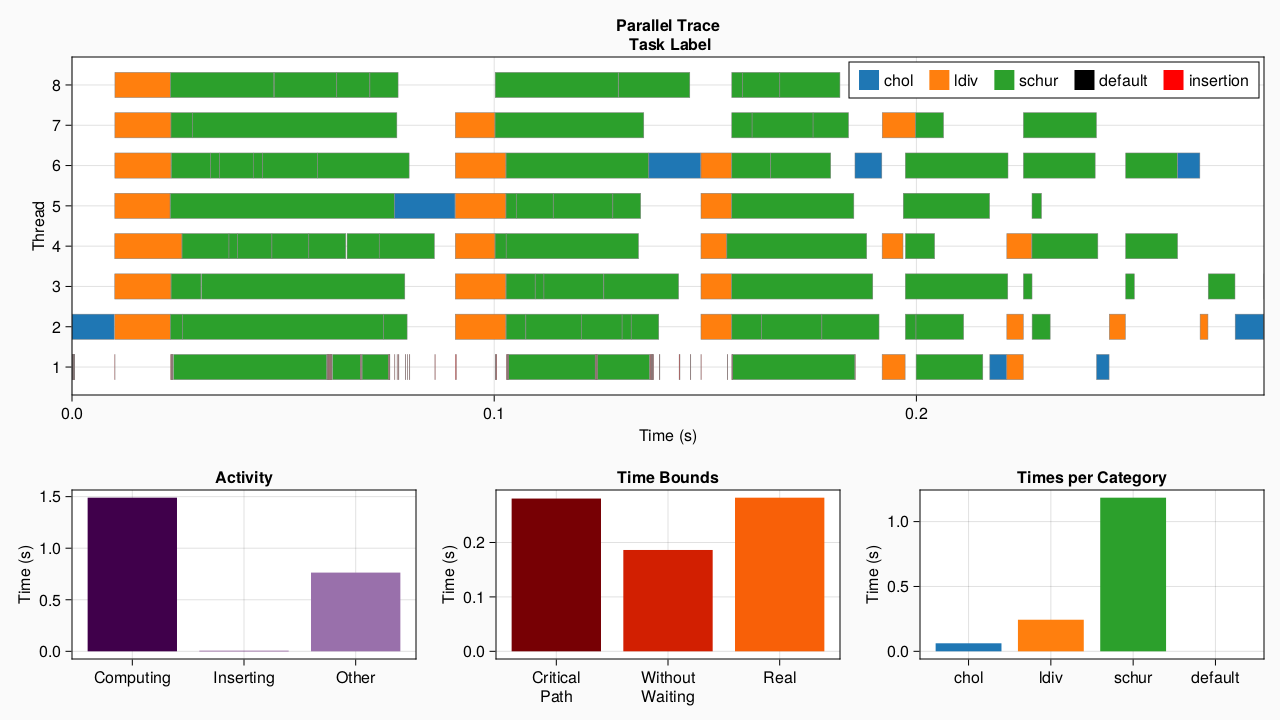 Parallel Trace
Task Label
chol
ldiv
schur
default
insertion
Thread
8
7
6
5
4
3
2
1
0.0
0.1
0.2
Time (s)
Activity
Time (s)
1.5
1.0
0.5
0.0
Computing
Inserting
Other
Time Bounds
Time (s)
0.2
0.1
0.0
Critical
Path
Without
Waiting
Real
Times per Category
Time (s)
1.0
0.5
0.0
chol
ldiv
schur
default